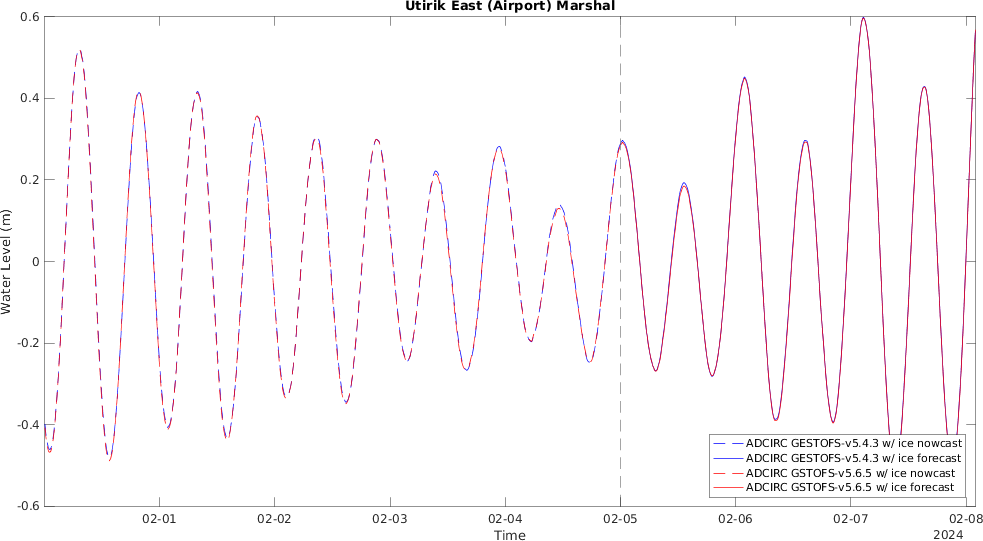 Utirik East (Airport) Marshal
Water Level (m)
0.6
0.4
0.2
0
-0.2
-0.4
-0.6
ADCIRC GESTOFS-v5.4.3 w/ ice nowcast
ADCIRC GESTOFS-v5.4.3 w/ ice forecast
ADCIRC GSTOFS-v5.6.5 w/ ice nowcast
ADCIRC GSTOFS-v5.6.5 w/ ice forecast
02-01 02-02 02-03 02-04 02-05 02-06 02-07 02-08
Time
2024